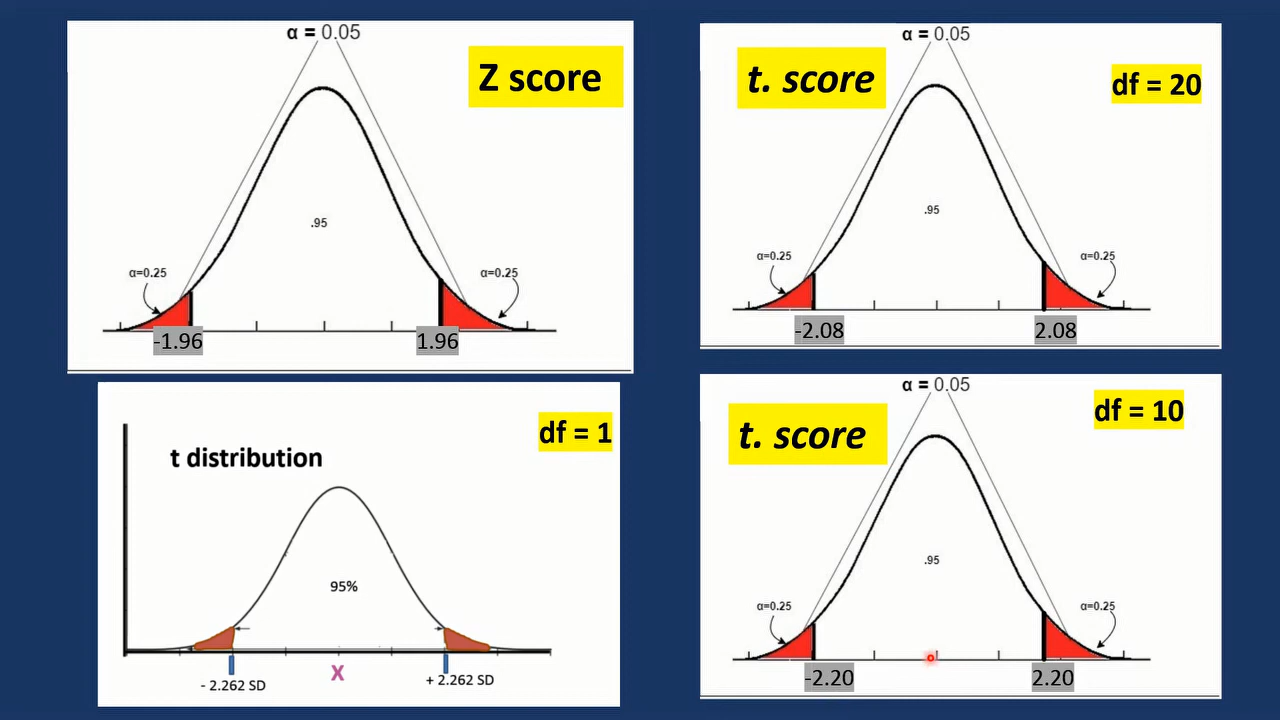 α = 0.05
Z score
.95
α=0.25
α=0.25
-1.96
1.96
α = 0.05
t. score
df = 20
.95
α=0.25
α=0.25
-2.08
2.08
df = 1
t distribution
95%
X
- 2.262 SD
+ 2.262 SD
α = 0.05
df = 10
t. score
.95
α=0.25
α=0.25
-2.20
2.20